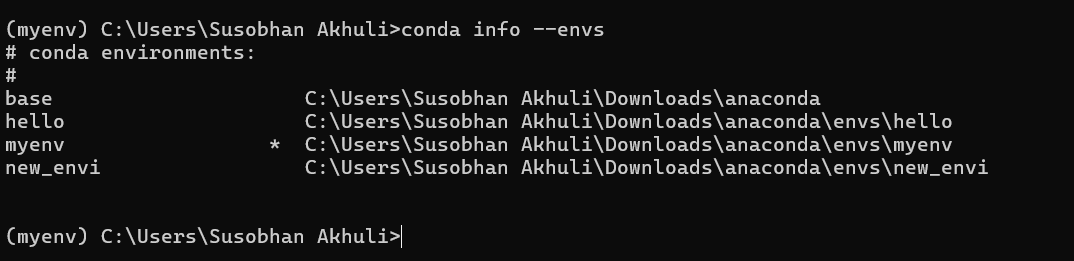 (myenv) C:\Users\Susobhan Akhuli>conda info --envs
# conda environments:
#
base                     C:\Users\Susobhan Akhuli\Downloads\anaconda
hello                    C:\Users\Susobhan Akhuli\Downloads\anaconda\envs\hello
myenv                 *  C:\Users\Susobhan Akhuli\Downloads\anaconda\envs\myenv
new_envi                 C:\Users\Susobhan Akhuli\Downloads\anaconda\envs\new_envi
(myenv) C:\Users\Susobhan Akhuli>